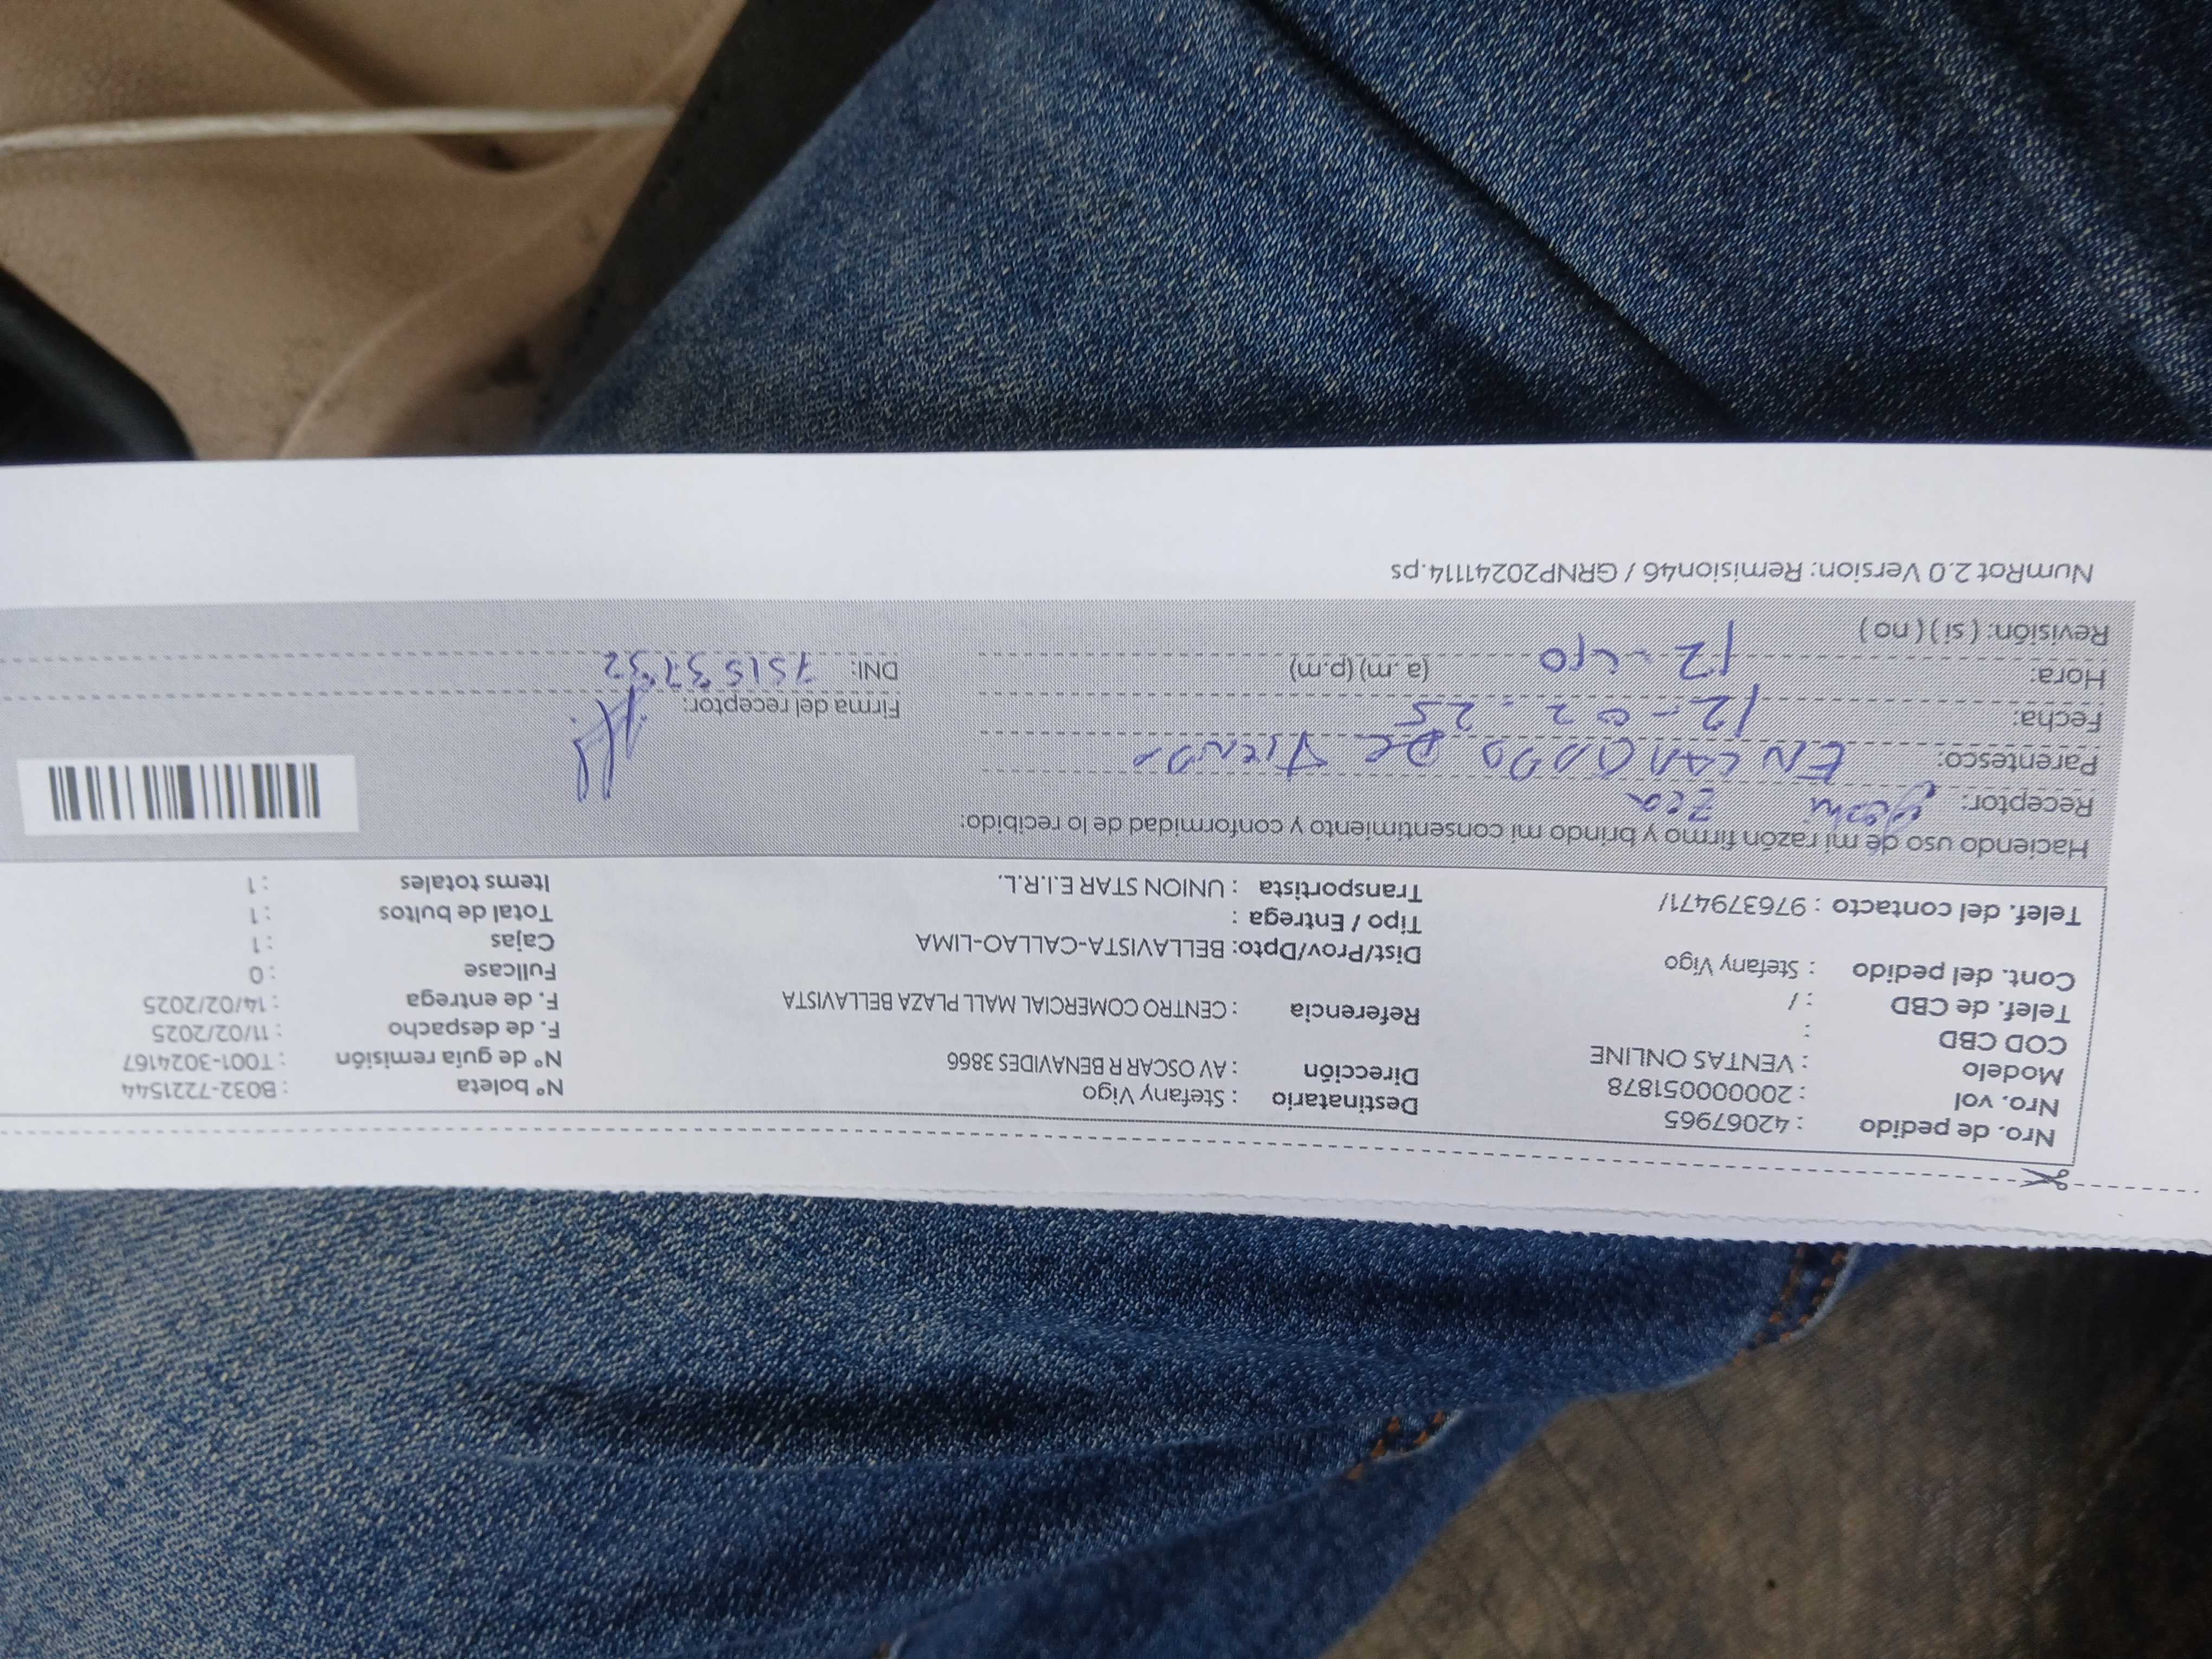 Nro. de pedido : 42067965
Nro. vol : 2000000051878
Modelo : VENTAS ONLINE
COD CBD :
Telef. de CBD : /
Cont. del pedido : Stefany Vigo
Telef. del contacto : 976379471/
Destinatario : Stefany Vigo
Dirección : AV OSCAR R BENAVIDES 3866
Referencia : CENTRO COMERCIAL MALL PLAZA BELLAVISTA
Dist/Prov/Dpto: BELLAVISTA-CALLAO-LIMA
Tipo / Entrega :
Transportista : UNION STAR E.I.R.L.
N° boleta : B032-7221544
N° de guía remisión : T001-3024167
F. de despacho : 11/02/2025
F. de entrega : 14/02/2025
Fullcase : 0
Cajas : 1
Total de bultos : 1
Items totales : 1
Haciendo uso de mi razón firmo y brindo mi consentimiento y conformidad de lo recibido:
Receptor:
Parentesco: ENCARGADO DE TIENDA
Fecha: 12-02-25
Hora: 12-40 (a.m) (p.m)
Revisión: ( si ) ( no )
Firma del receptor:
DNI:
NumRot 2.0 Version: Remision46 / GRNP20241114.ps